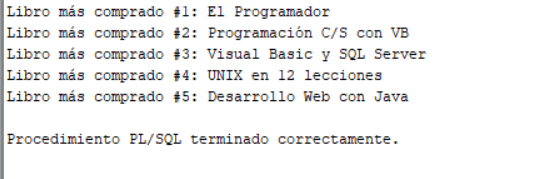 Libro más comprado #1: El Programador
Libro más comprado #2: Programación C/S con VB
Libro más comprado #3: Visual Basic y SQL Server
Libro más comprado #4: UNIX en 12 lecciones
Libro más comprado #5: Desarrollo Web con Java
Procedimiento PL/SQL terminado correctamente.